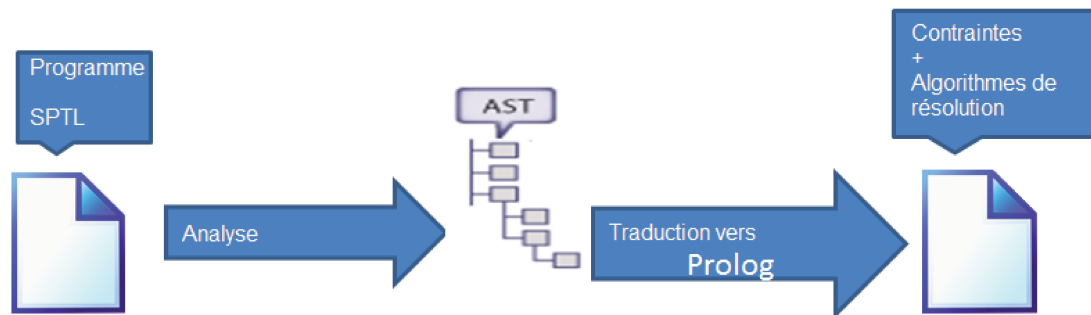 Programme
SPTL
Analyse
AST
Traduction vers
Prolog
Contraintes
+
Algorithmes de
résolution